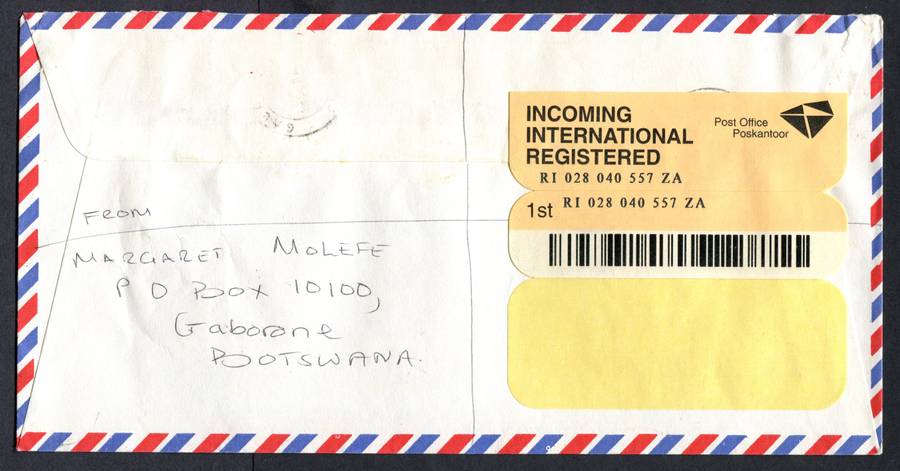 INCOMING
INTERNATIONAL
REGISTERED
Post Office
Poskantoor
RI 028 040 557 ZA
1st RI 028 040 557 ZA
FROM
MARGARET MOLEFE
P O Box 10100,
Gaborone
BOTSWANA.